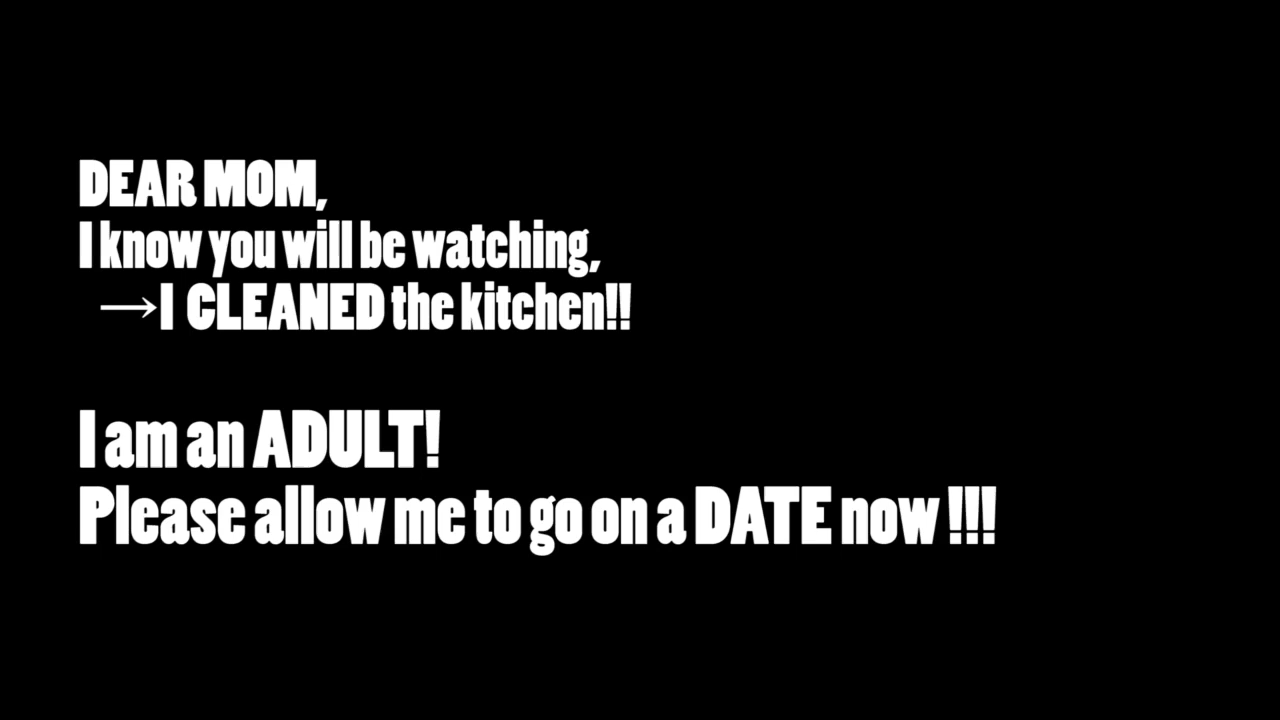 DEAR MOM,
I know you will be watching,
→I CLEANED the kitchen!!
I am an ADULT!
Please allow me to go on a DATE now !!!